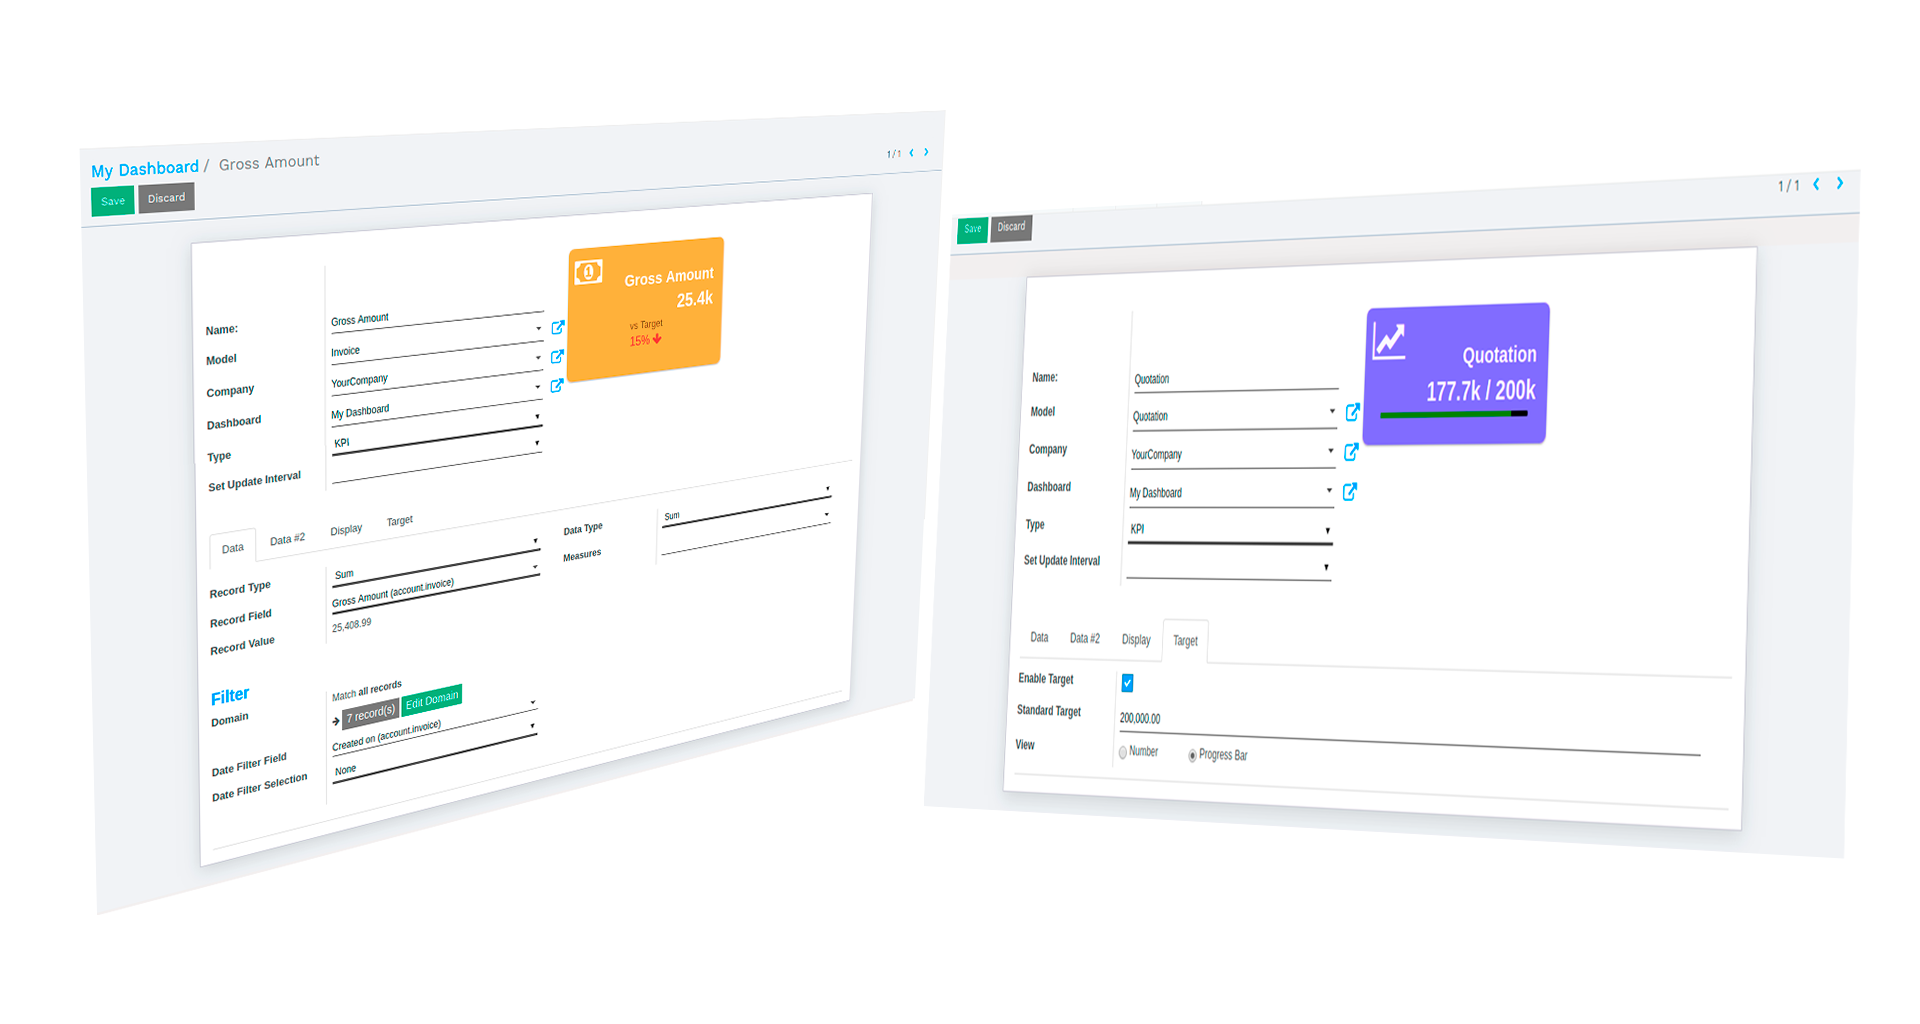 My Dashboard / Gross Amount
1 / 1
Save Discard
Gross Amount
25.4k
vs Target
15%
Name: Gross Amount
Model Invoice
Company YourCompany
Dashboard My Dashboard
Type KPI
Set Update Interval
Data Data #2 Display Target
Record Type Sum
Record Field Gross Amount (account.invoice)
Record Value 25,408.99
Data Type Sum
Measures
Filter
Domain Match all records
7 record(s) Edit Domain
Date Filter Field Created on (account.invoice)
Date Filter Selection None
1 / 1
Save Discard
Quotation
177.7k / 200k
Name: Quotation
Model Quotation
Company YourCompany
Dashboard My Dashboard
Type KPI
Set Update Interval
Data Data #2 Display Target
Enable Target
Standard Target 200,000.00
View Number Progress Bar